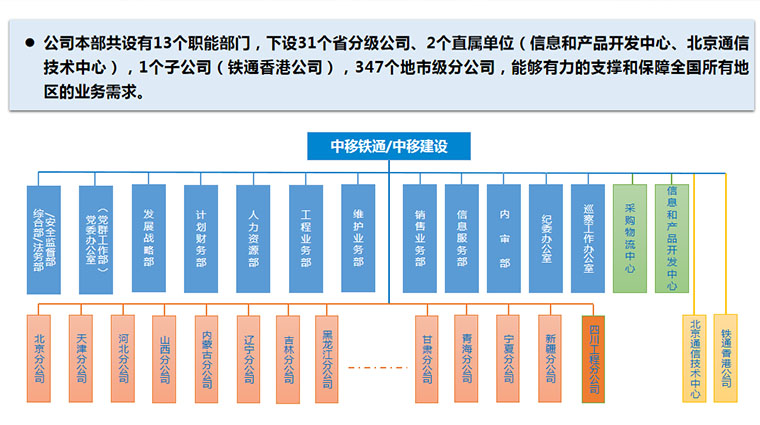 公司本部共设有13个职能部门，下设31个省分级公司、2个直属单位（信息和产品开发中心、北京通信
技术中心），1个子公司（铁通香港公司），347个地市级分公司，能够有力的支撑和保障全国所有地
区的业务需求。
中移铁通/中移建设
综合部/法务部
/安全监督部
党委办公室
（党群工作部）
发展战略部
计划财务部
人力资源部
工程业务部
维护业务部
销售业务部
信息服务部
内审部
纪委办公室
巡察工作办公室
采购物流中心
信息和产品开发中心
北京分公司
天津分公司
河北分公司
山西分公司
内蒙古分公司
辽宁分公司
吉林分公司
黑龙江分公司
甘肃分公司
青海分公司
宁夏分公司
新疆分公司
四川工程分公司
北京通信技术中心
铁通香港公司